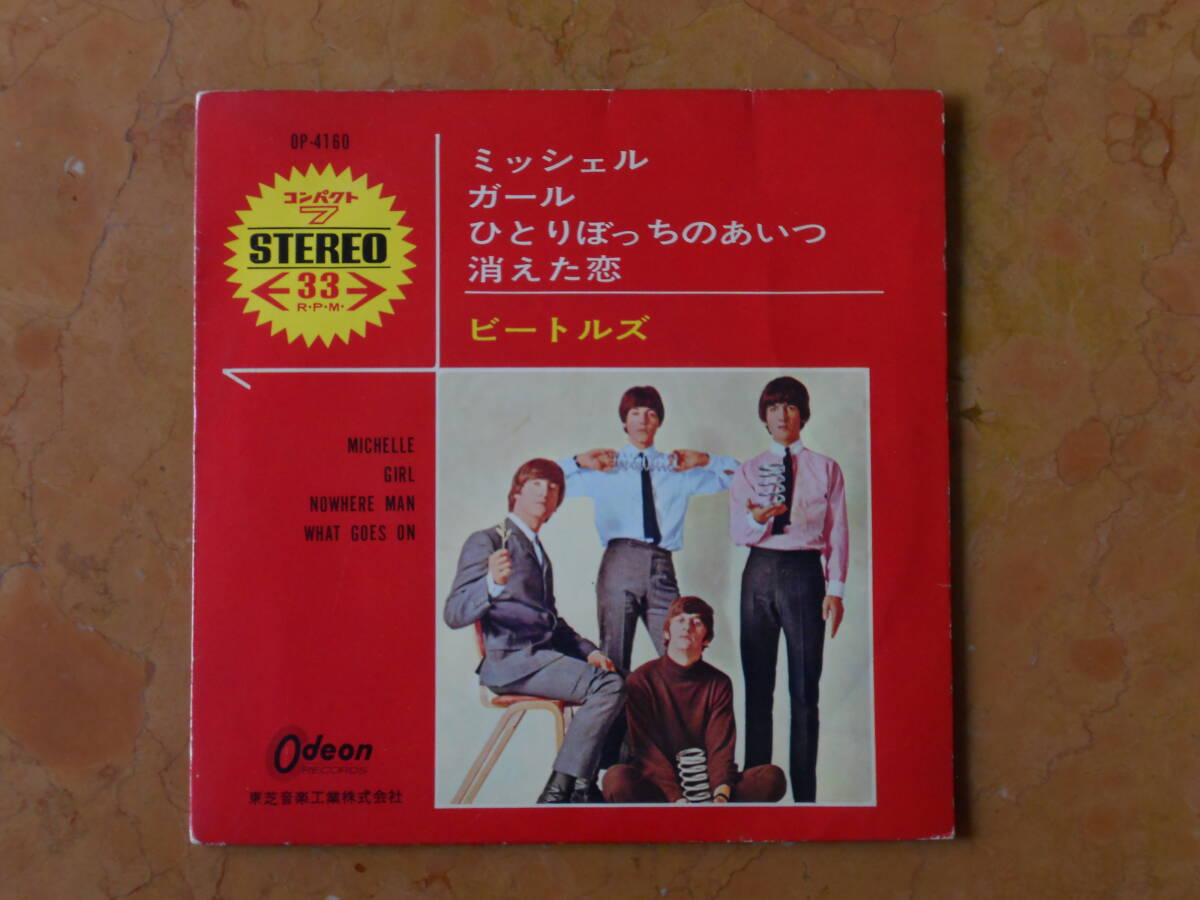 OP-4160
コンパクト
7
STEREO
33
R・P・M・
ミッシェル
ガール
ひとりぼっちのあいつ
消えた恋
ビートルズ
MICHELLE
GIRL
NOWHERE MAN
WHAT GOES ON
Odeon
RECORDS
東芝音楽工業株式会社